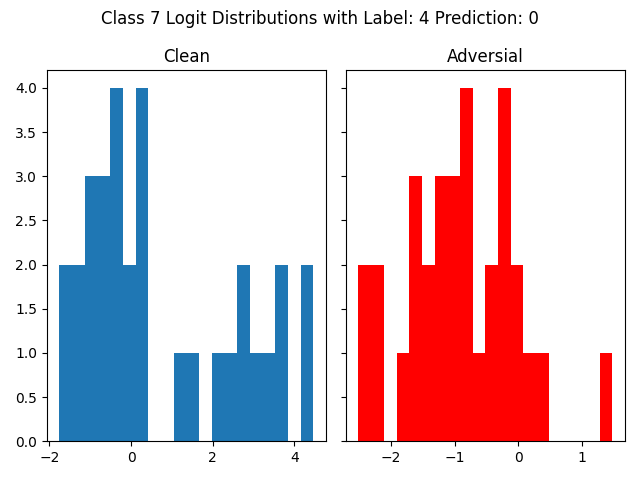 Class 7 Logit Distributions with Label: 4 Prediction: 0
Clean
Adversial
4.0
3.5
3.0
2.5
2.0
1.5
1.0
0.5
0.0
−2 0 2 4
−2 −1 0 1